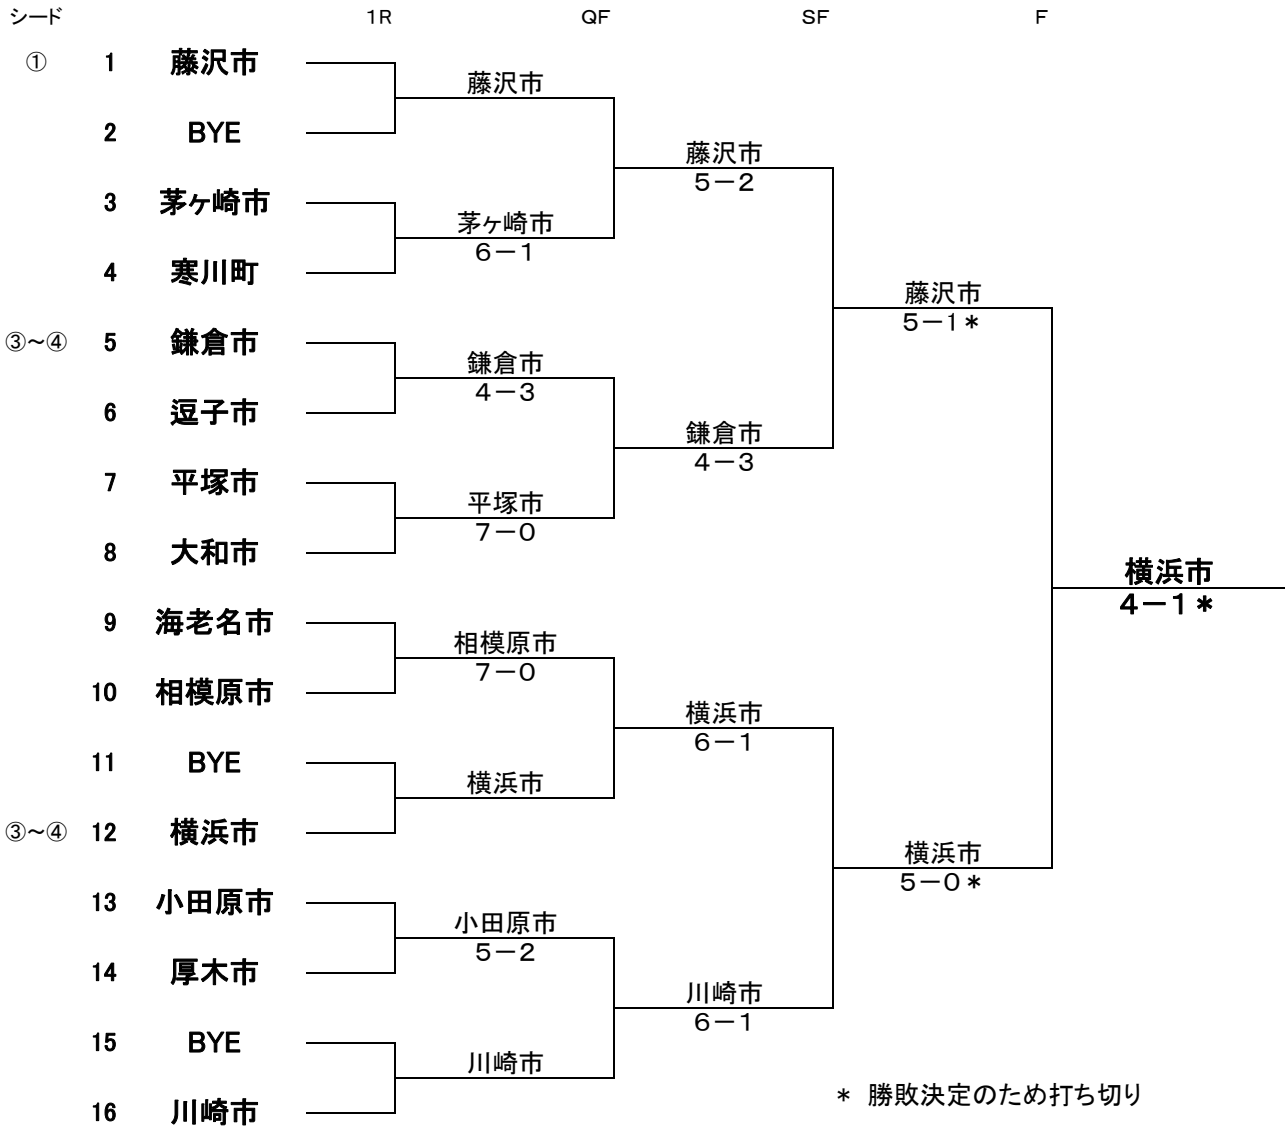 シード 1R QF SF F
① 1 藤沢市
藤沢市
2 BYE
藤沢市
5－2
3 茅ヶ崎市
茅ヶ崎市
6－1
4 寒川町
藤沢市
5－1＊
③～④ 5 鎌倉市
鎌倉市
4－3
6 逗子市
鎌倉市
4－3
7 平塚市
平塚市
7－0
8 大和市
横浜市
4－1＊
9 海老名市
相模原市
7－0
10 相模原市
横浜市
6－1
11 BYE
横浜市
③～④ 12 横浜市
横浜市
5－0＊
13 小田原市
小田原市
5－2
14 厚木市
川崎市
6－1
15 BYE
川崎市
＊ 勝敗決定のため打ち切り
16 川崎市